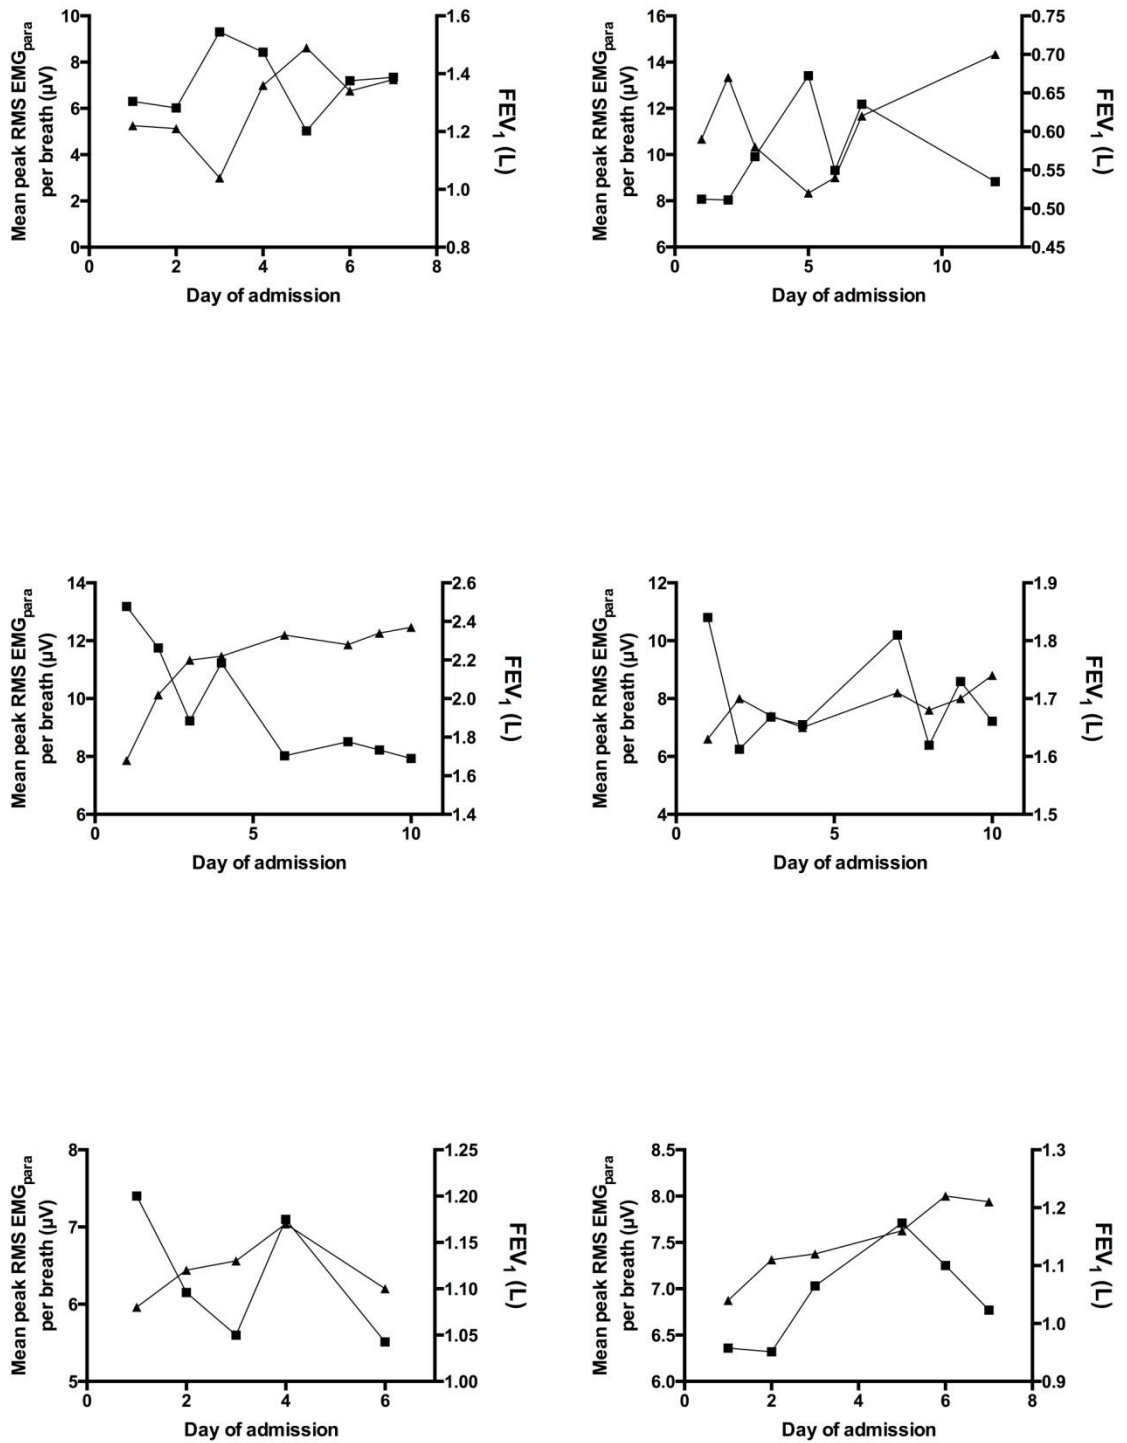 Mean peak RMS EMGpara
per breath (µV)
10
8
6
4
2
0
1.6
1.4
1.2
1.0
0.8
FEV1 (L)
0 2 4 6 8
Day of admission
Mean peak RMS EMGpara
per breath (µV)
16
14
12
10
8
6
0.75
0.70
0.65
0.60
0.55
0.50
0.45
FEV1 (L)
0 5 10
Day of admission
Mean peak RMS EMGpara
per breath (µV)
14
12
10
8
6
2.6
2.4
2.2
2.0
1.8
1.6
1.4
FEV1 (L)
0 5 10
Day of admission
Mean peak RMS EMGpara
per breath (µV)
12
10
8
6
4
1.9
1.8
1.7
1.6
1.5
FEV1 (L)
0 5 10
Day of admission
Mean peak RMS EMGpara
per breath (µV)
8
7
6
5
1.25
1.20
1.15
1.10
1.05
1.00
FEV1 (L)
0 2 4 6
Day of admission
Mean peak RMS EMGpara
per breath (µV)
8.5
8.0
7.5
7.0
6.5
6.0
1.3
1.2
1.1
1.0
0.9
FEV1 (L)
0 2 4 6 8
Day of admission